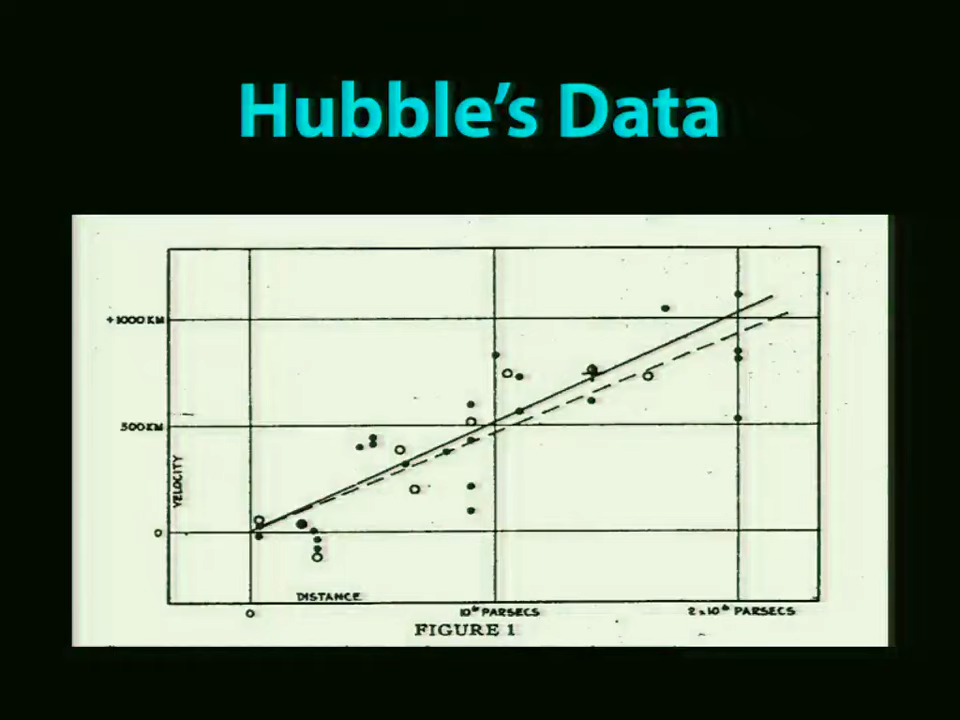 Hubble's Data
+1000 KM
500 KM
VELOCITY
0
DISTANCE
0
10⁶ PARSECS
2 x 10⁶ PARSECS
FIGURE 1